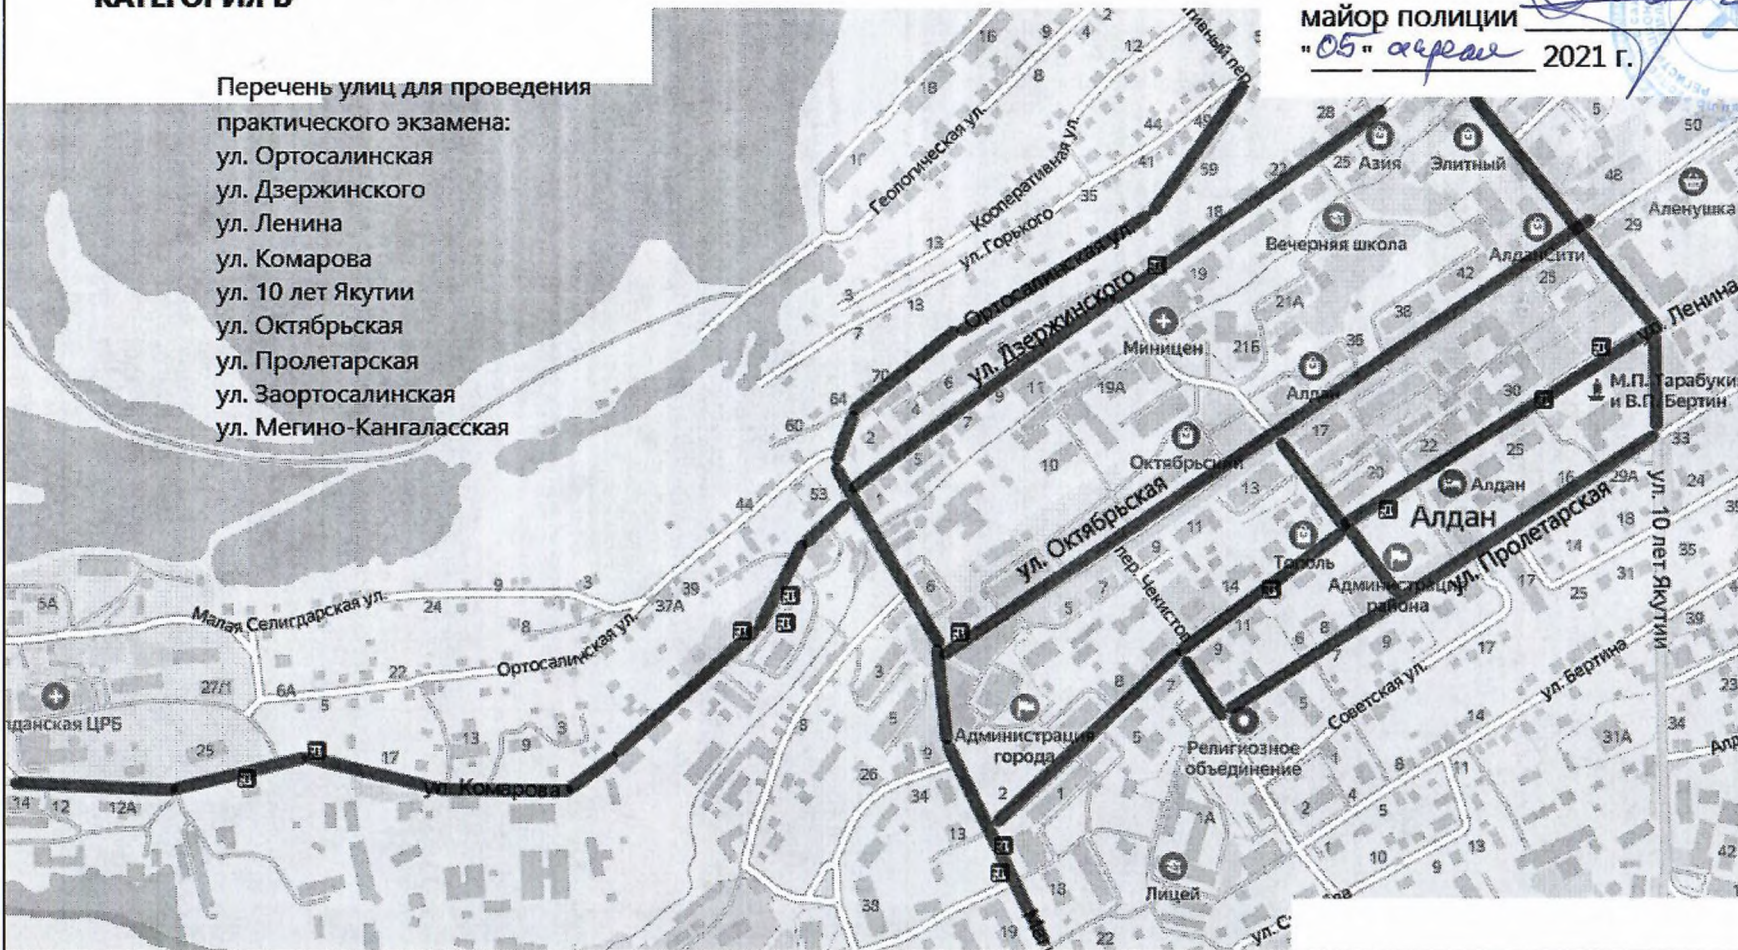 КАТЕГОРИЯ В
майор полиции
"05" апреля 2021 г.
Перечень улиц для проведения
практического экзамена:
ул. Ортосалинская
ул. Дзержинского
ул. Ленина
ул. Комарова
ул. 10 лет Якутии
ул. Октябрьская
ул. Пролетарская
ул. Заортосалинская
ул. Мегино-Кангаласская
Геологическая ул.
Кооперативная ул.
ул. Горького
Ортосалинская ул.
ул. Дзержинского
Азия
Элитный
Аленушка
Вечерняя школа
АлданСити
ул. Ленина
Миницен
Алдан
М.П. Тарабуки
и В.П. Бертин
Октябрьский
Алдан
Алдан
ул. Октябрьская
Тополь
Администрация
района
ул. Пролетарская
ул. 10 лет Якутии
пер. Чекистов
Малая Селигдарская ул.
Ортосалинская ул.
Советская ул.
ул. Бертина
лданская ЦРБ
Администрация
города
Религиозное
объединение
ул. Комарова
Лицей